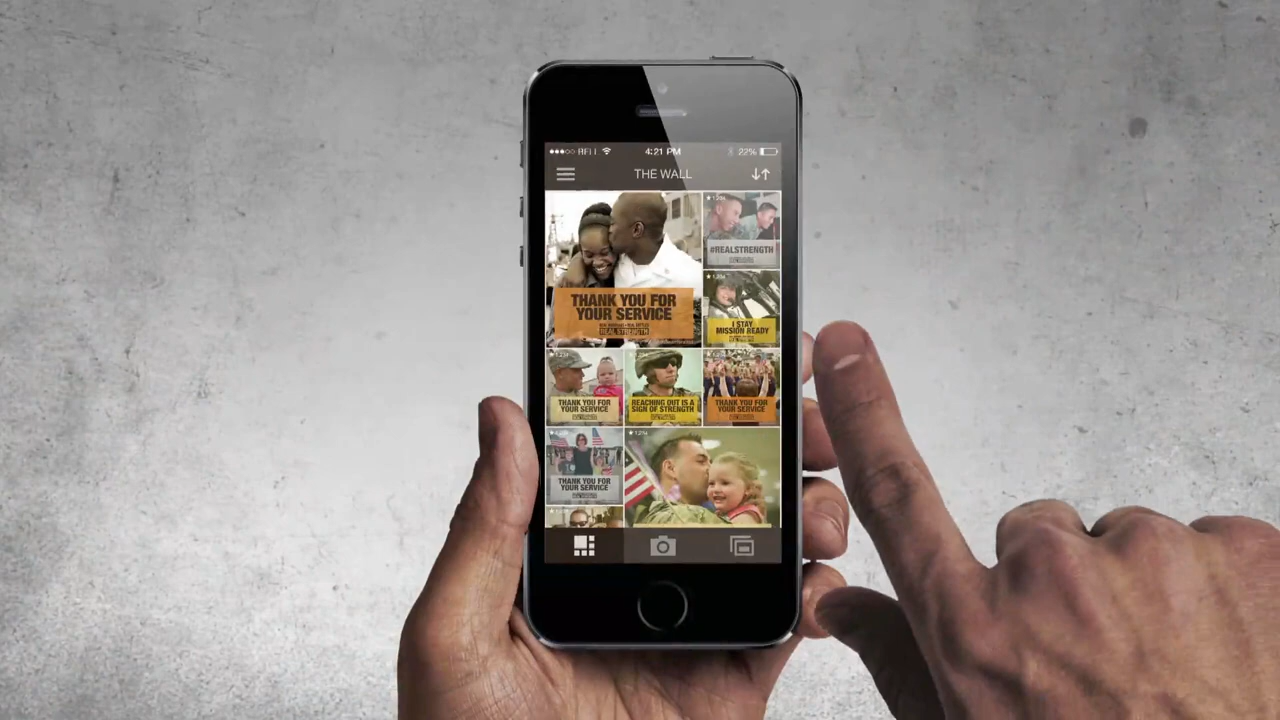 4:21 PM
22%
THE WALL
#REALSTRENGTH
THANK YOU FOR
YOUR SERVICE
REAL STRENGTH
I STAY
MISSION READY
THANK YOU FOR
YOUR SERVICE
REACHING OUT IS A
SIGN OF STRENGTH
THANK YOU FOR
YOUR SERVICE
THANK YOU FOR
YOUR SERVICE